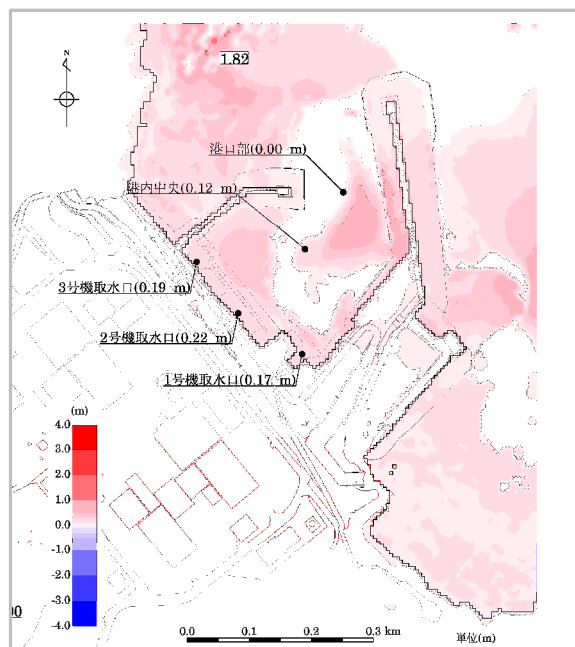 N
1.82
港口部(0.00 m)
港内中央(0.12 m)
3号機取水口(0.19 m)
2号機取水口(0.22 m)
1号機取水口(0.17 m)
(m)
4.0
3.0
2.0
1.0
0.0
-1.0
-2.0
-3.0
-4.0
0.0 0.1 0.2 0.3 km
単位(m)